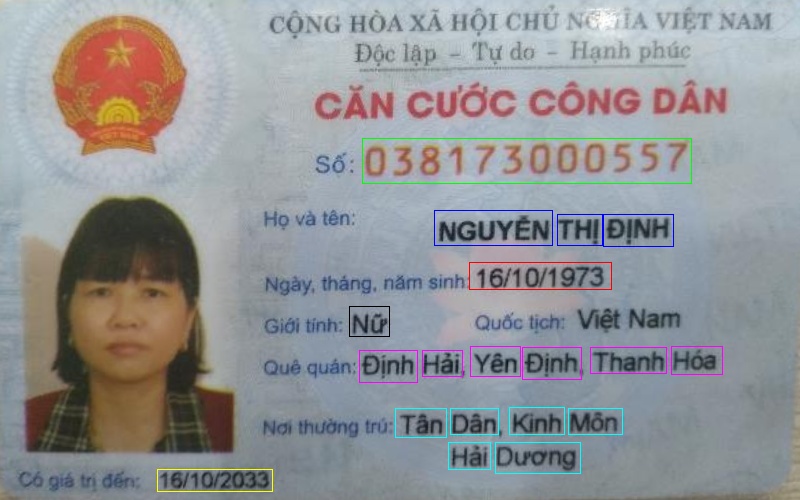 CỘNG HÒA XÃ HỘI CHỦ NGHĨA VIỆT NAM
Độc lập - Tự do - Hạnh phúc
CĂN CƯỚC CÔNG DÂN
Số: 038173000557
Họ và tên: NGUYỄN THỊ ĐỊNH
Ngày, tháng, năm sinh: 16/10/1973
Giới tính: Nữ Quốc tịch: Việt Nam
Quê quán: Định Hải, Yên Định, Thanh Hóa
Nơi thường trú: Tân Dân, Kinh Môn
Hải Dương
Có giá trị đến: 16/10/2033